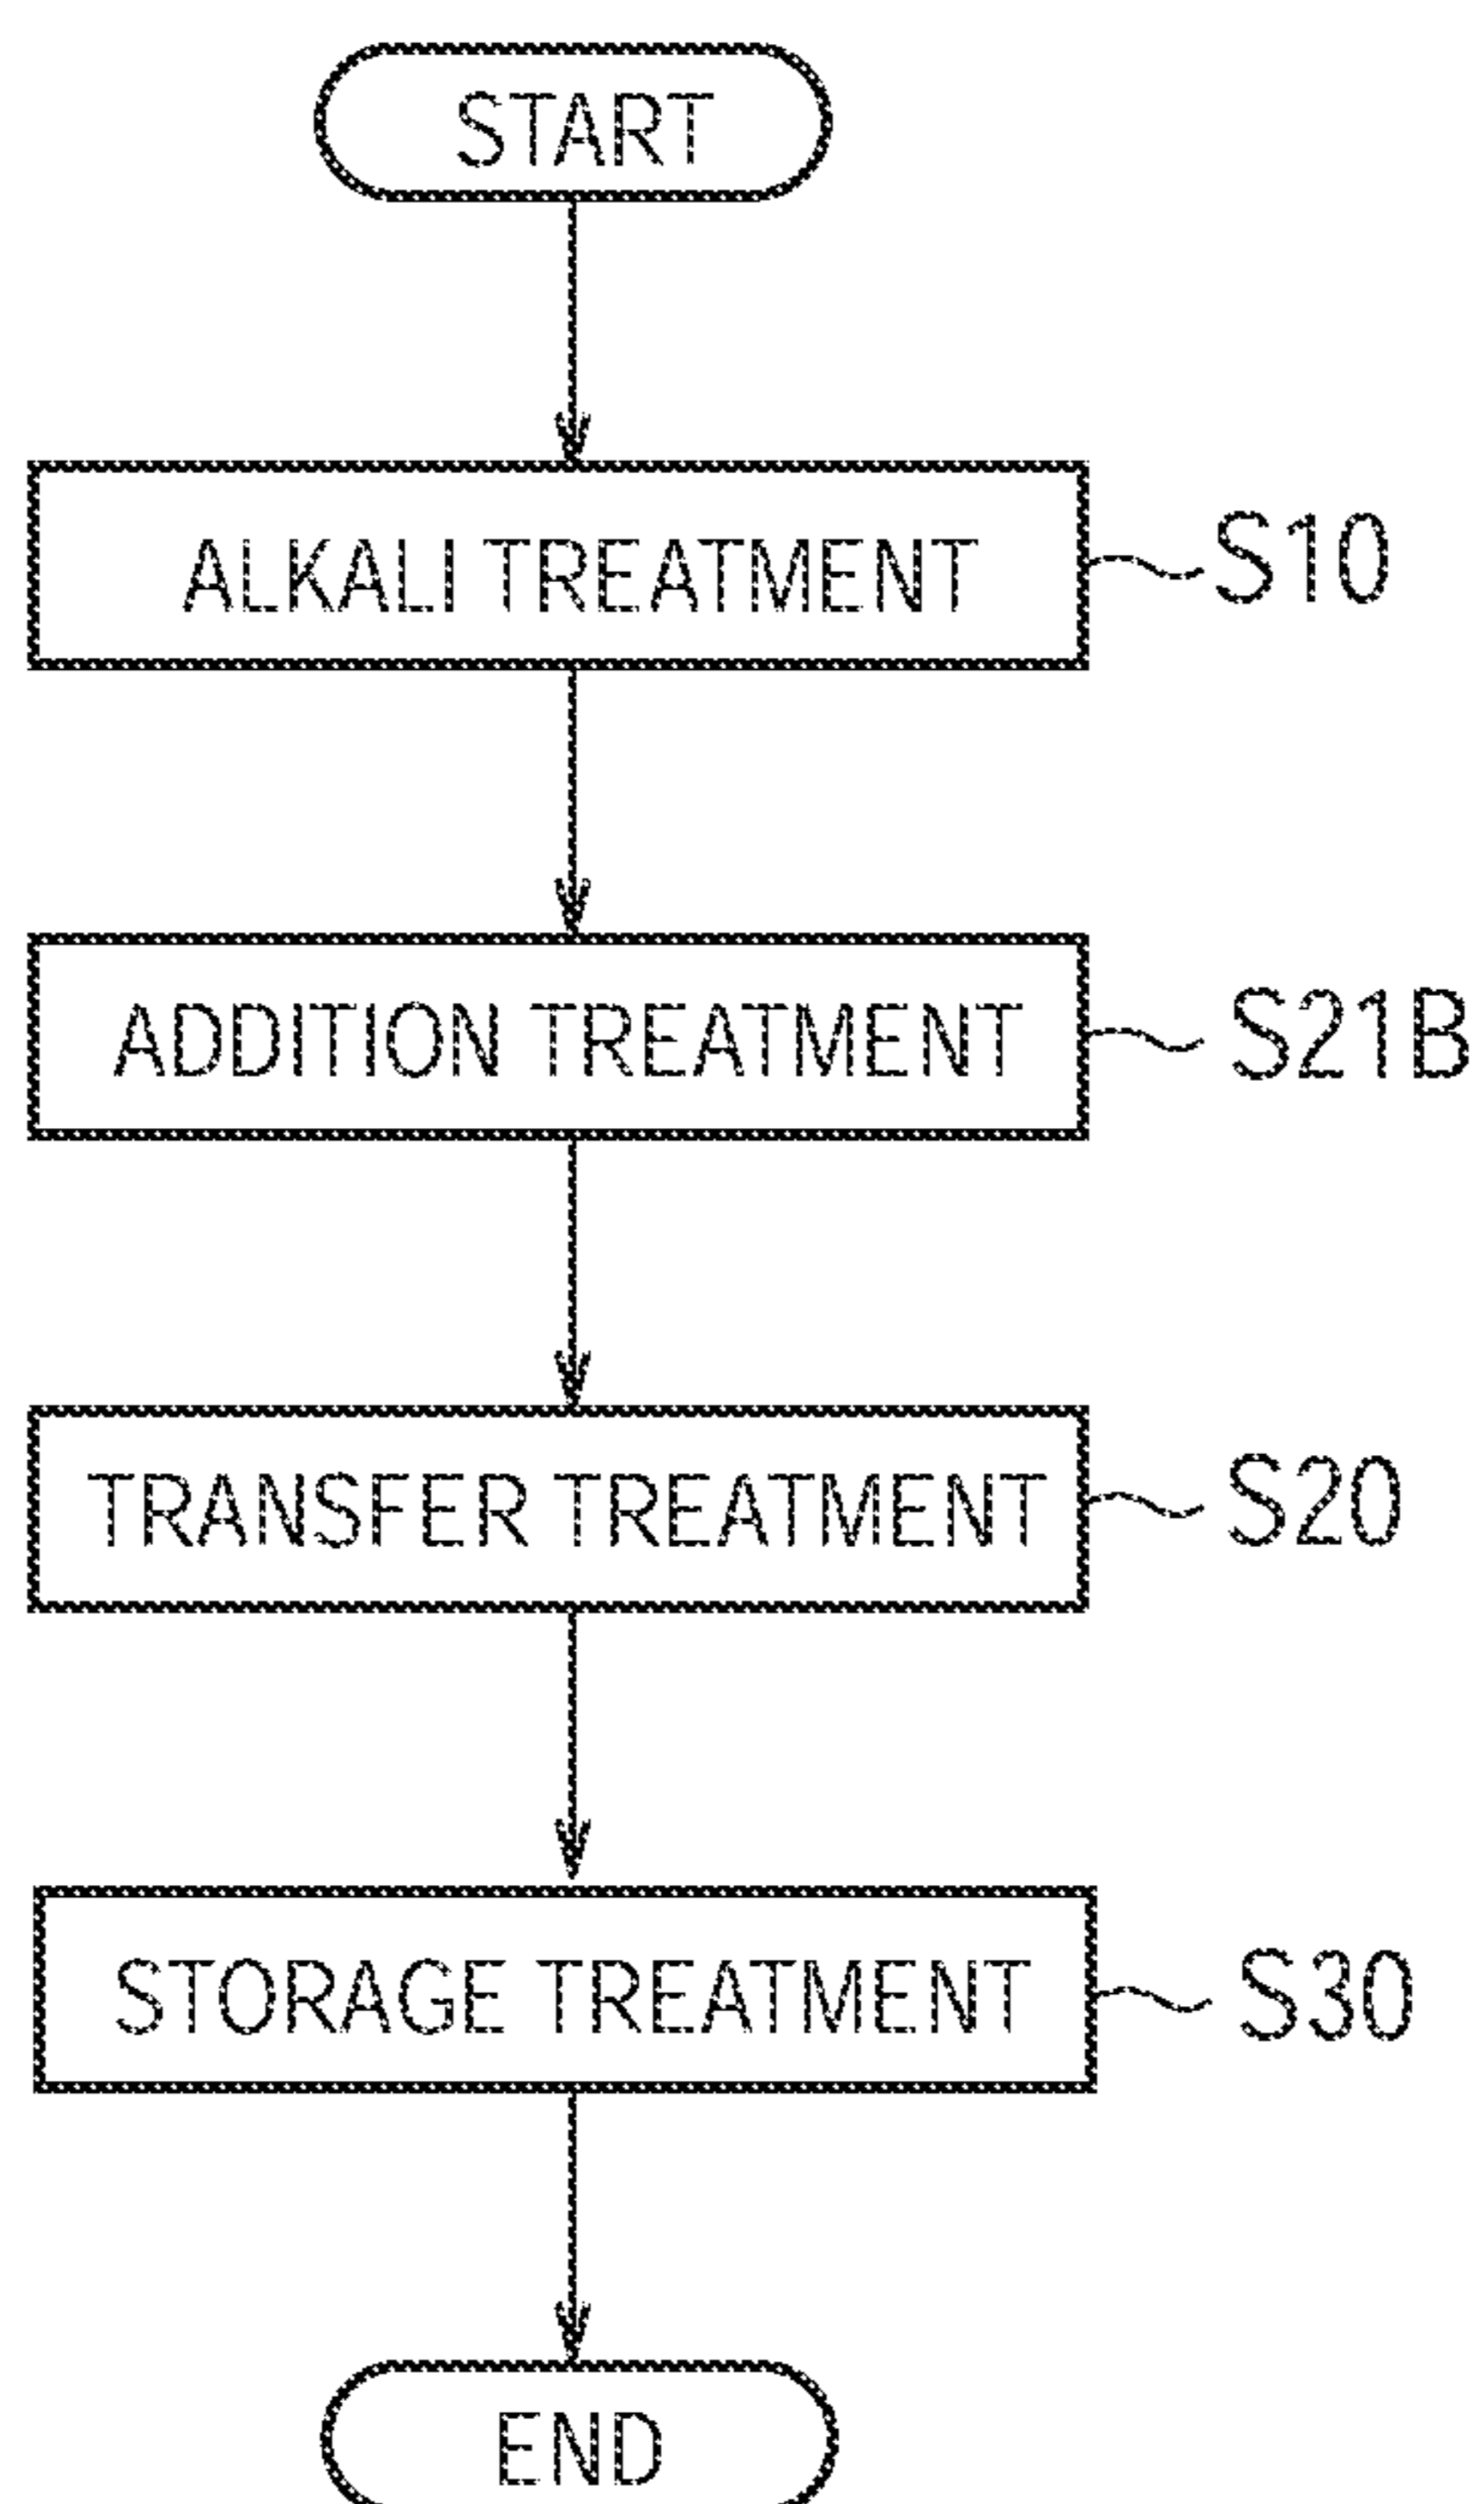 START
ALKALI TREATMENT
S10
ADDITION TREATMENT
S21B
TRANSFER TREATMENT
S20
STORAGE TREATMENT
S30
END